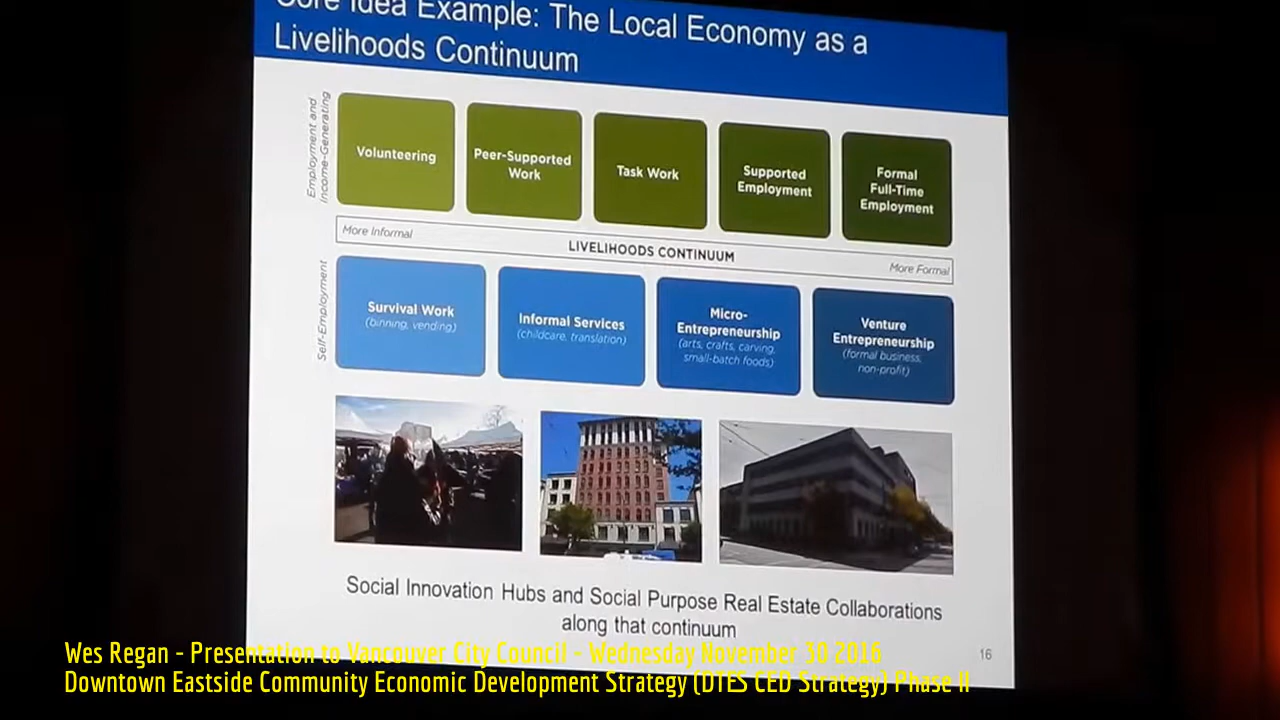 Core Idea Example: The Local Economy as a
Livelihoods Continuum
Employment and
Income-Generating
Volunteering
Peer-Supported
Work
Task Work
Supported
Employment
Formal
Full-Time
Employment
More Informal
LIVELIHOODS CONTINUUM
More Formal
Self-Employment
Survival Work
(binning, vending)
Informal Services
(childcare, translation)
Micro-
Entrepreneurship
(arts, crafts, carving,
small-batch foods)
Venture
Entrepreneurship
(formal business,
non-profit)
Social Innovation Hubs and Social Purpose Real Estate Collaborations
along that continuum
16
Wes Regan - Presentation to Vancouver City Council - Wednesday November 30 2016
Downtown Eastside Community Economic Development Strategy (DTES CED Strategy) Phase II